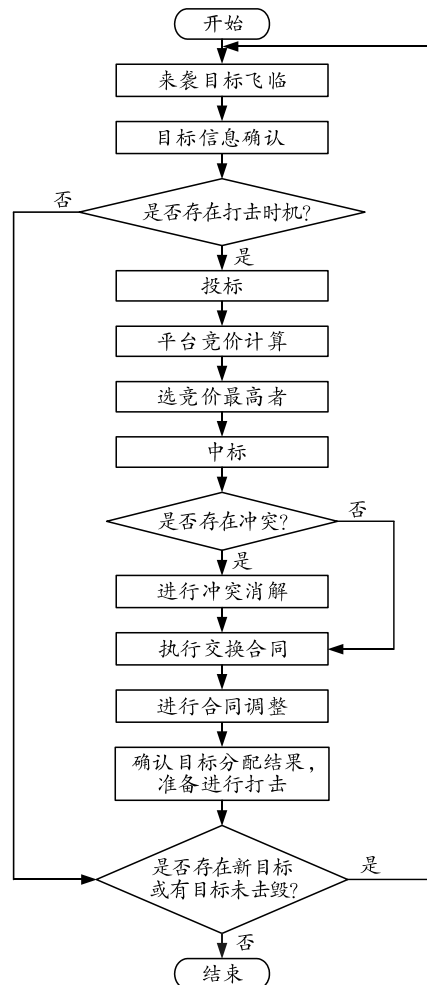 开始
来袭目标飞临
目标信息确认
否
是否存在打击时机？
是
投标
平台竞价计算
选竞价最高者
中标
否
是否存在冲突？
是
进行冲突消解
执行交换合同
进行合同调整
确认目标分配结果，
准备进行打击
是否存在新目标
或有目标未击毁？
是
否
结束